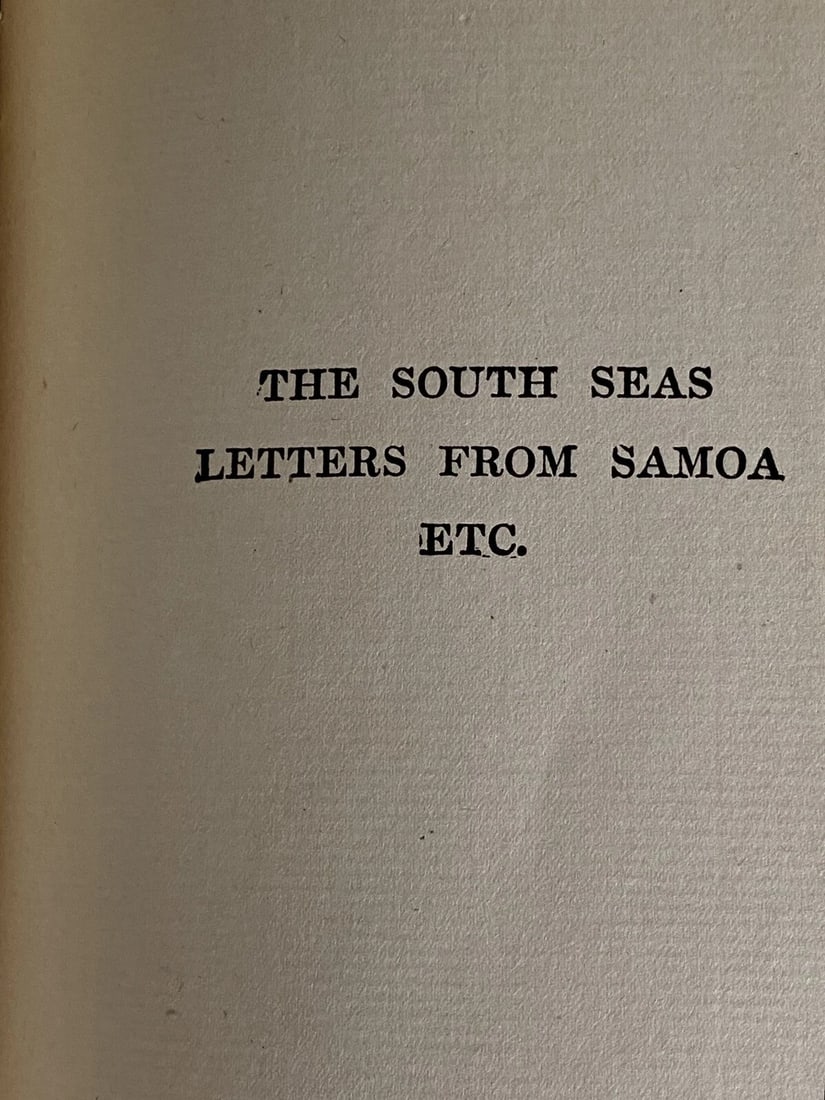 THE SOUTH SEAS
LETTERS FROM SAMOA
ETC.